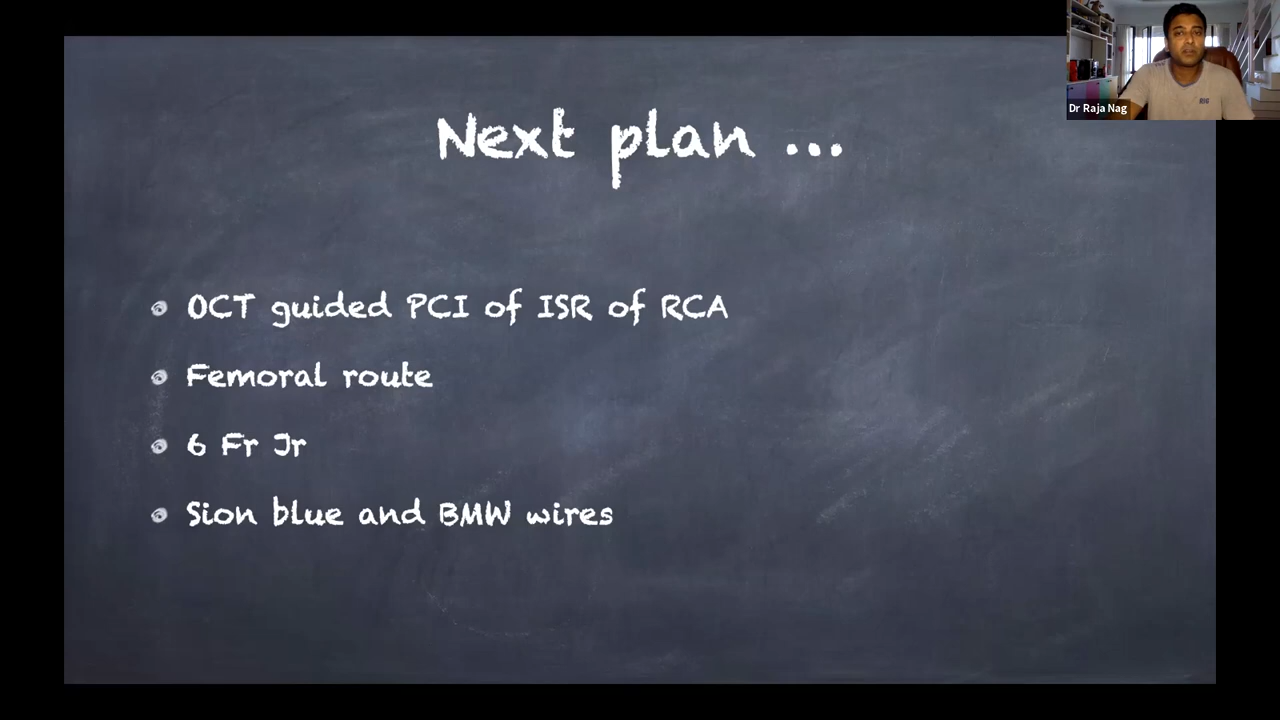 Dr Raja Nag
Next plan ...
OCT guided PCI of ISR of RCA
Femoral route
6 Fr Jr
Sion blue and BMW wires